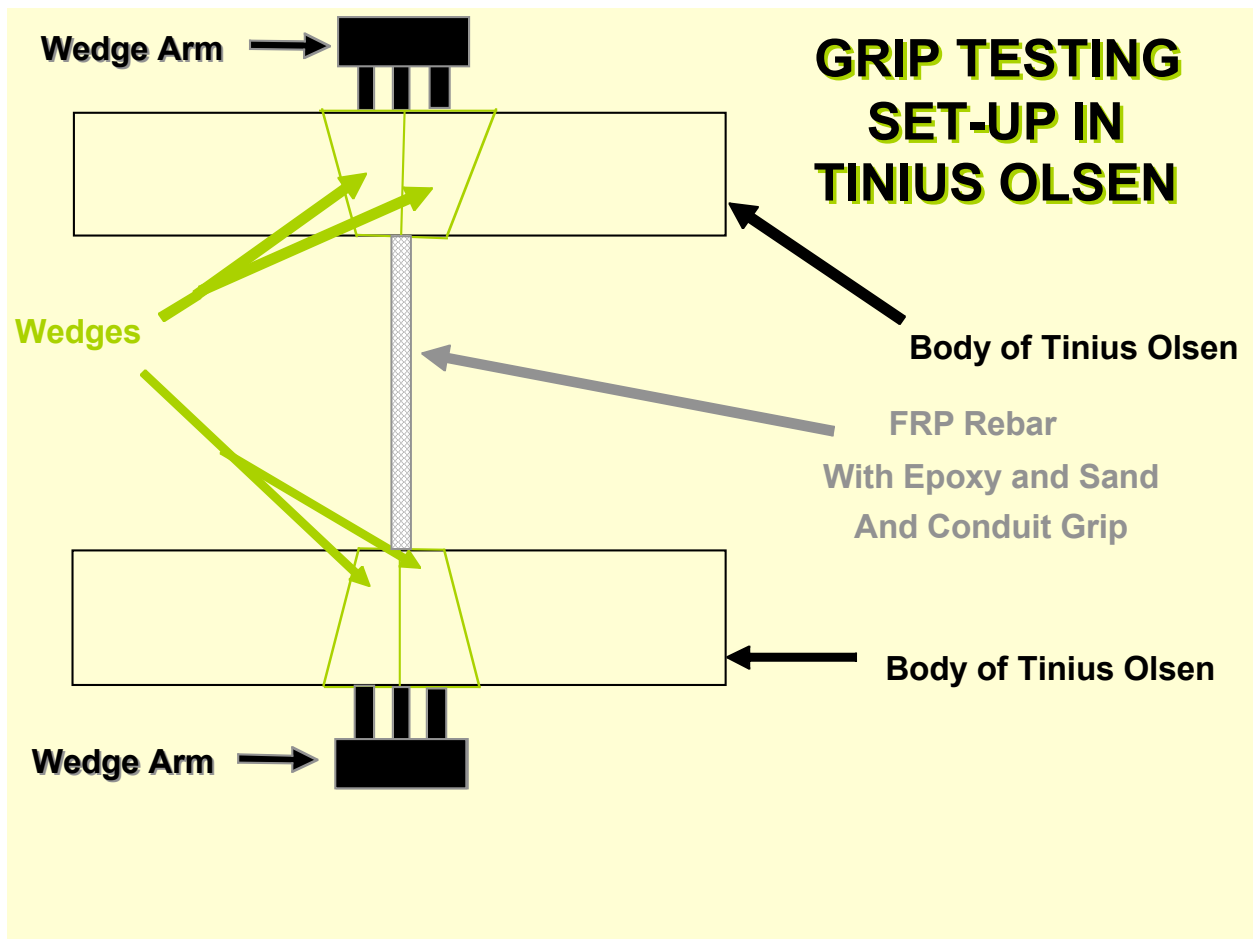 Wedge Arm
GRIP TESTING
SET-UP IN
TINIUS OLSEN
Wedges
Body of Tinius Olsen
FRP Rebar
With Epoxy and Sand
And Conduit Grip
Body of Tinius Olsen
Wedge Arm